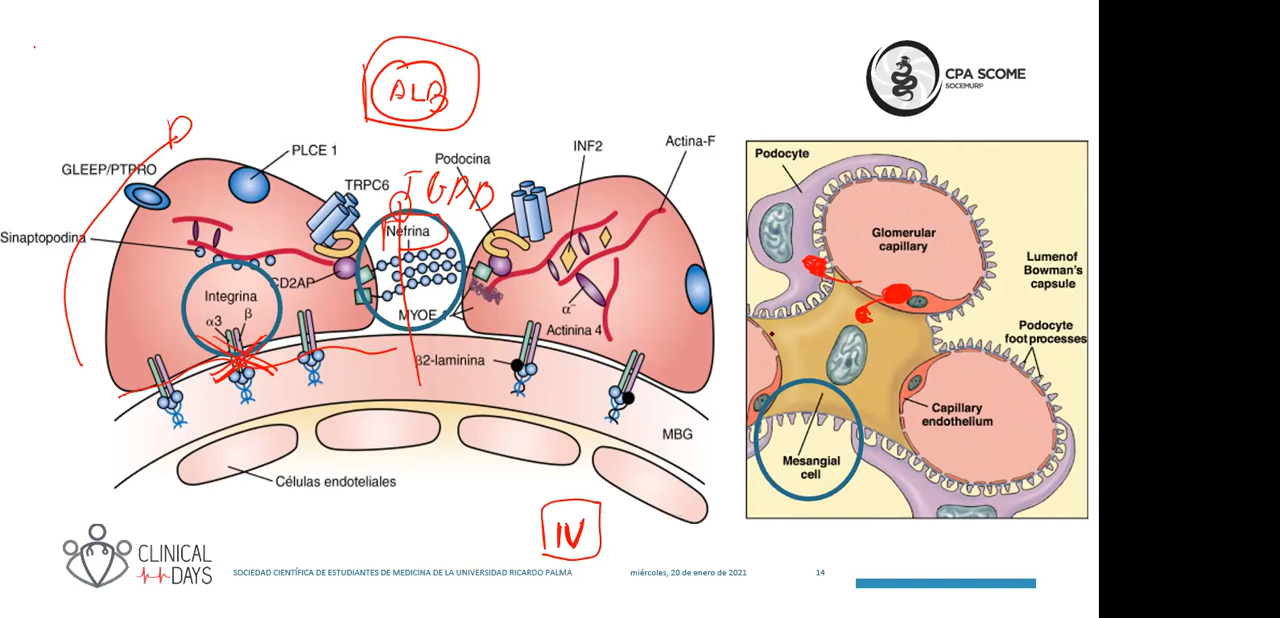 ALB
CPA SCOME
SOCEMURP
GLEEP/PTPRO
PLCE 1
TRPC6
Podocina
INF2
Actina-F
Sinaptopodina
Nefrina
CD2AP
Integrina
α3
β
MYOE 1
α-
Actinina 4
β2-laminina
MBG
Células endoteliales
IV
Podocyte
Glomerular
capillary
Lumenof
Bowman's
capsule
Podocyte
foot processes
Capillary
endothelium
Mesangial
cell
CLINICAL
DAYS
SOCIEDAD CIENTÍFICA DE ESTUDIANTES DE MEDICINA DE LA UNIVERSIDAD RICARDO PALMA
miércoles, 20 de enero de 2021
14